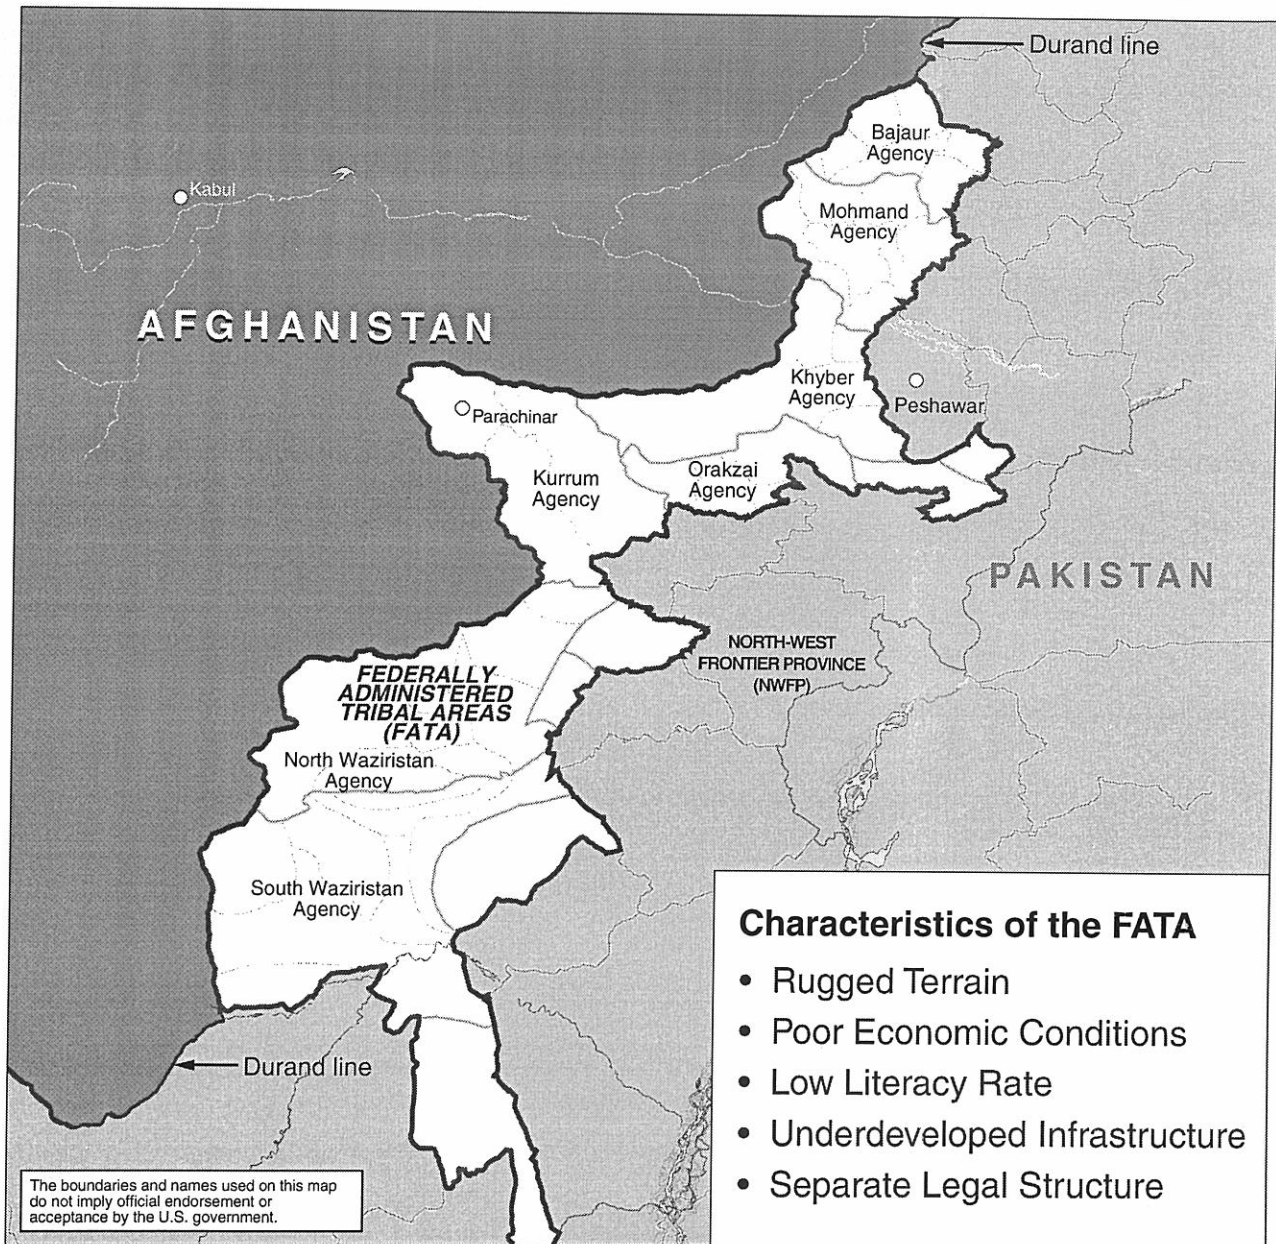 Durand line
Bajaur
Agency
Kabul
Mohmand
Agency
AFGHANISTAN
Khyber
Agency
Peshawar
Parachinar
Orakzai
Agency
Kurrum
Agency
PAKISTAN
NORTH-WEST
FRONTIER PROVINCE
(NWFP)
FEDERALLY
ADMINISTERED
TRIBAL AREAS
(FATA)
North Waziristan
Agency
South Waziristan
Agency
Durand line
Characteristics of the FATA
• Rugged Terrain
• Poor Economic Conditions
• Low Literacy Rate
• Underdeveloped Infrastructure
• Separate Legal Structure
The boundaries and names used on this map
do not imply official endorsement or
acceptance by the U.S. government.